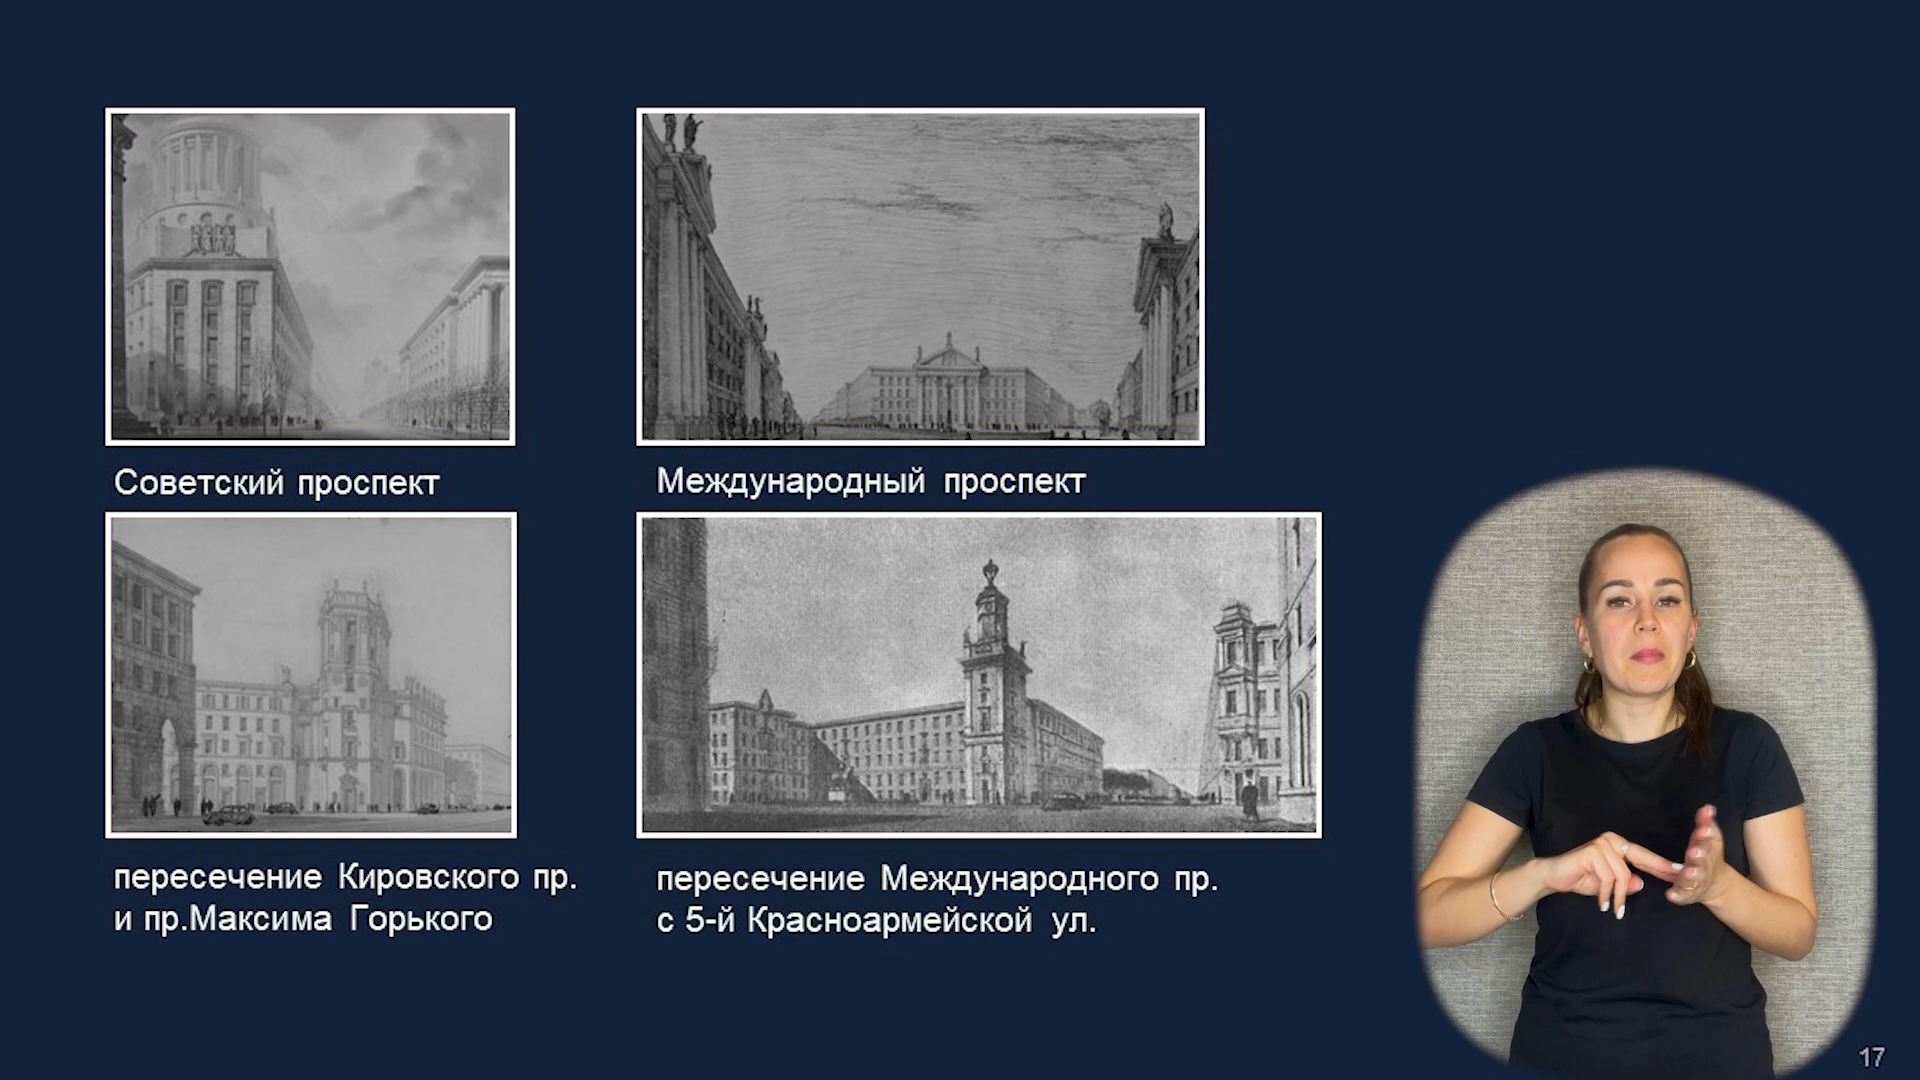 Советский проспект
Международный проспект
пересечение Кировского пр.
и пр.Максима Горького
пересечение Международного пр.
с 5-й Красноармейской ул.
17